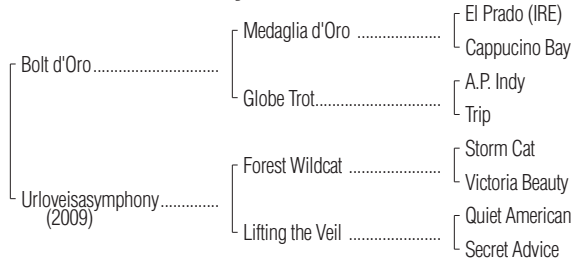 El Prado (IRE)
Medaglia d'Oro ..................
Cappucino Bay
Bolt d'Oro...........................
A.P. Indy
Globe Trot...........................
Trip
Storm Cat
Forest Wildcat ....................
Victoria Beauty
Urloveisasymphony.............
(2009)
Quiet American
Lifting the Veil ....................
Secret Advice